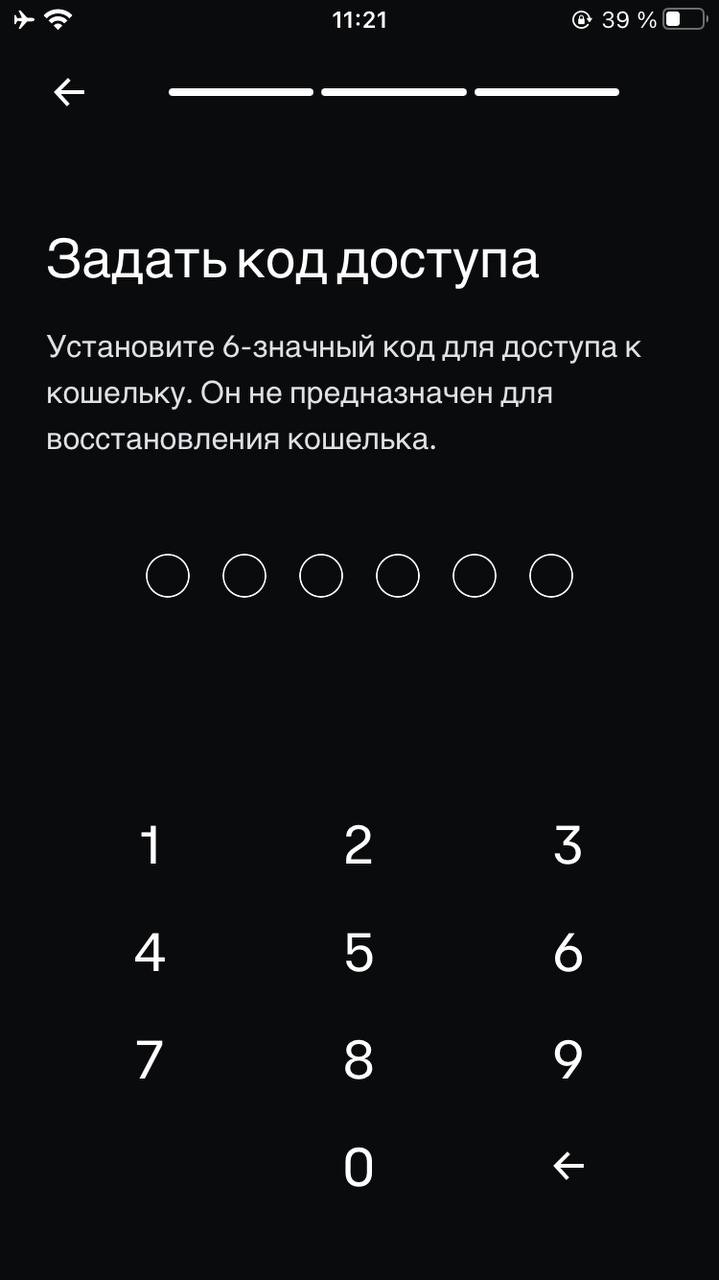 11:21
39 %
Задать код доступа
Установите 6-значный код для доступа к
кошельку. Он не предназначен для
восстановления кошелька.
1 2 3
4 5 6
7 8 9
0